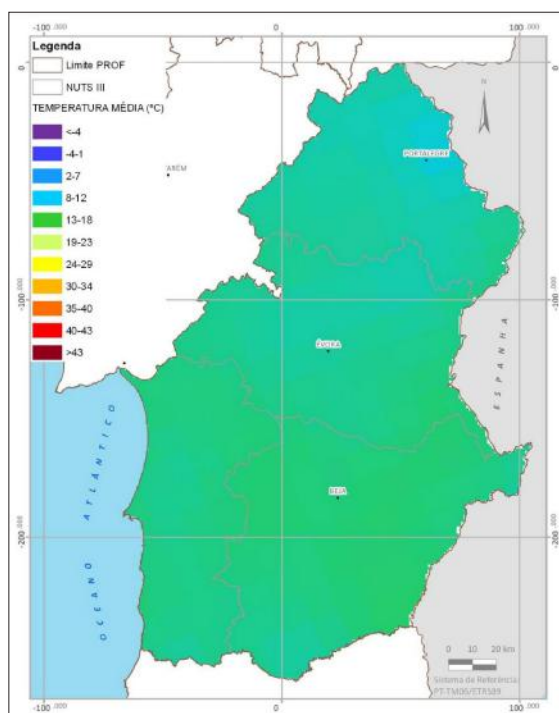 -100.000
0
100.000
Legenda
Limite PROF
NUTS III
TEMPERATURA MÉDIA (°C)
<-4
-4-1
2-7
8-12
13-18
19-23
24-29
30-34
35-40
40-43
>43
0
0
N
PORTALEGRE
ARÉM
-100.000
-100.000
ÉVORA
ESPANHA
OCEANO ATLÂNTICO
BEJA
-200.000
-200.000
0 10 20 km
Sistema de Referência:
PT-TM06/ETRS89
-100.000
0
100.000